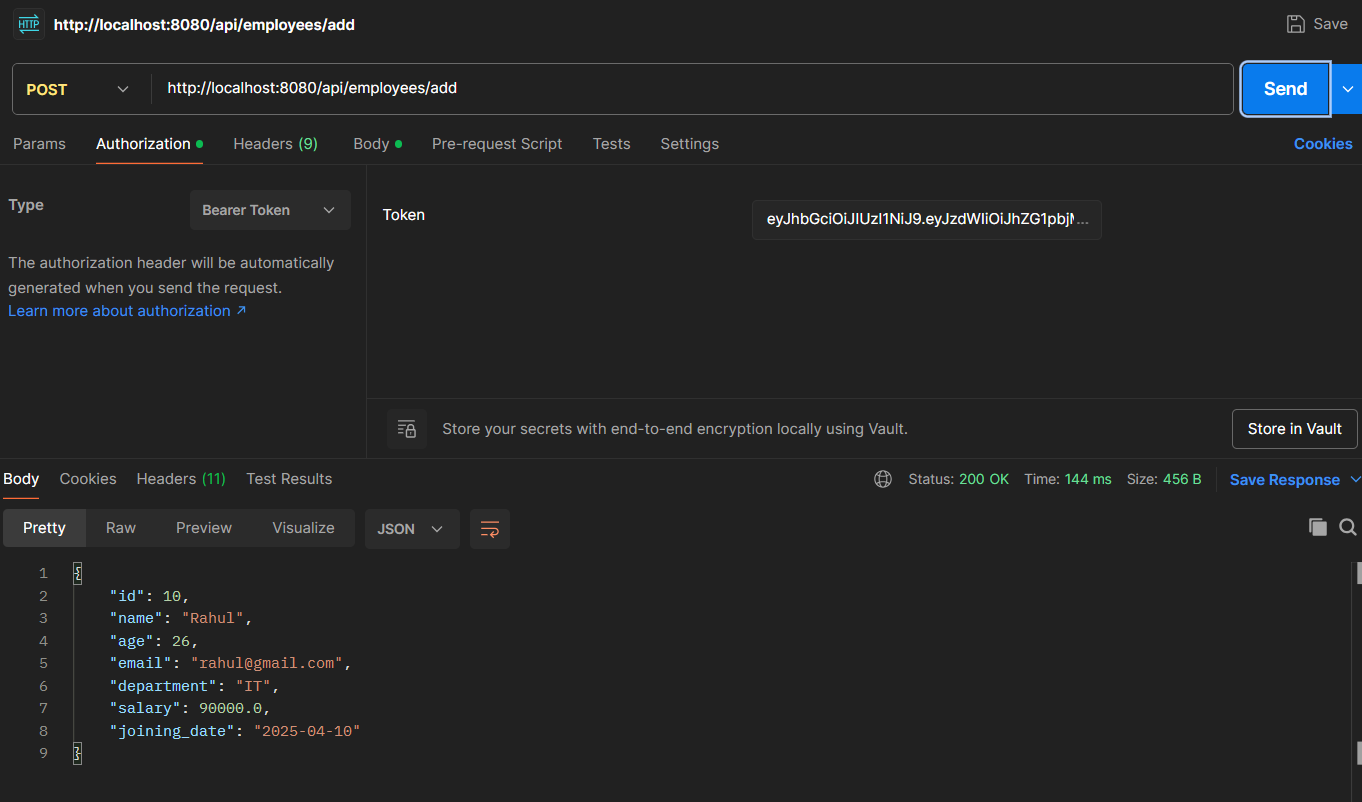 HTTP http://localhost:8080/api/employees/add Save
POST http://localhost:8080/api/employees/add Send
Params Authorization Headers (9) Body Pre-request Script Tests Settings Cookies
Type Bearer Token Token eyJhbGciOiJIUzI1NiJ9.eyJzdWIiOiJhZG1pbjM...
The authorization header will be automatically
generated when you send the request.
Learn more about authorization ↗
Store your secrets with end-to-end encryption locally using Vault. Store in Vault
Body Cookies Headers (11) Test Results Status: 200 OK Time: 144 ms Size: 456 B Save Response
Pretty Raw Preview Visualize JSON
1 {
2 "id": 10,
3 "name": "Rahul",
4 "age": 26,
5 "email": "rahul@gmail.com",
6 "department": "IT",
7 "salary": 90000.0,
8 "joining_date": "2025-04-10"
9 }